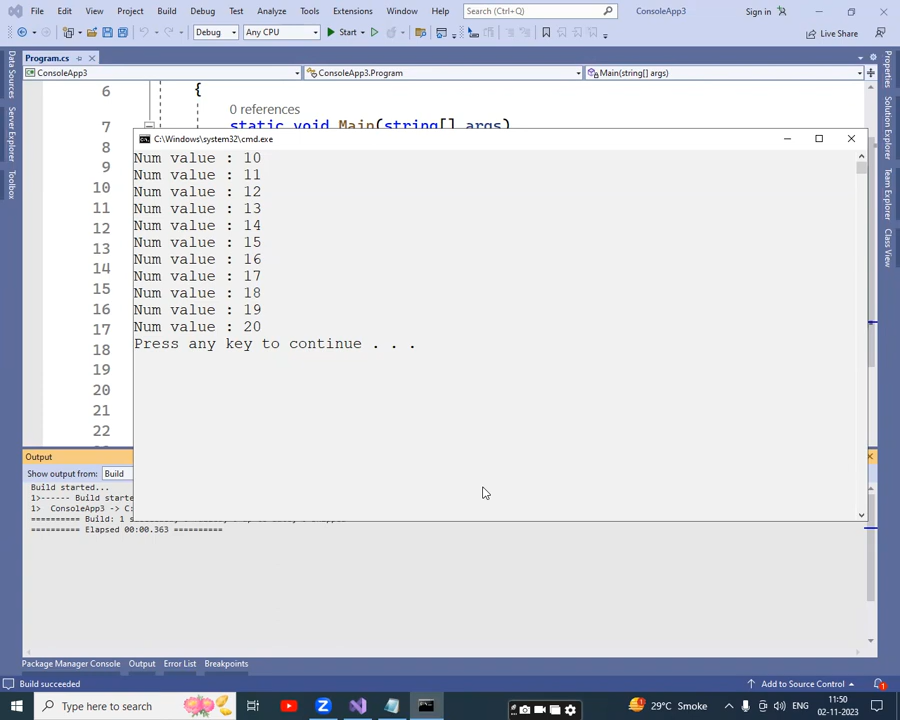 File Edit View Project Build Debug Test Analyze Tools Extensions Window Help Search (Ctrl+Q) ConsoleApp3 Sign in
Debug Any CPU Start Live Share
Program.cs
ConsoleApp3 ConsoleApp3.Program Main(string[] args)
Data Sources
Server Explorer
Toolbox
6 {
0 references
7 static void Main(string[] args)
8
9
10
11
12
13
14
15
16
17
18
19
20
21
22
C:\Windows\system32\cmd.exe
Num value : 10
Num value : 11
Num value : 12
Num value : 13
Num value : 14
Num value : 15
Num value : 16
Num value : 17
Num value : 18
Num value : 19
Num value : 20
Press any key to continue . . .
Properties
Solution Explorer
Team Explorer
Class View
Output
Show output from: Build
Build started...
1>------ Build starte
1> ConsoleApp3 -> C:
========== Build: 1
========== Elapsed 00:00.363 ==========
Package Manager Console Output Error List Breakpoints
Build succeeded Add to Source Control 1
Type here to search 29°C Smoke ENG 11:50
02-11-2023